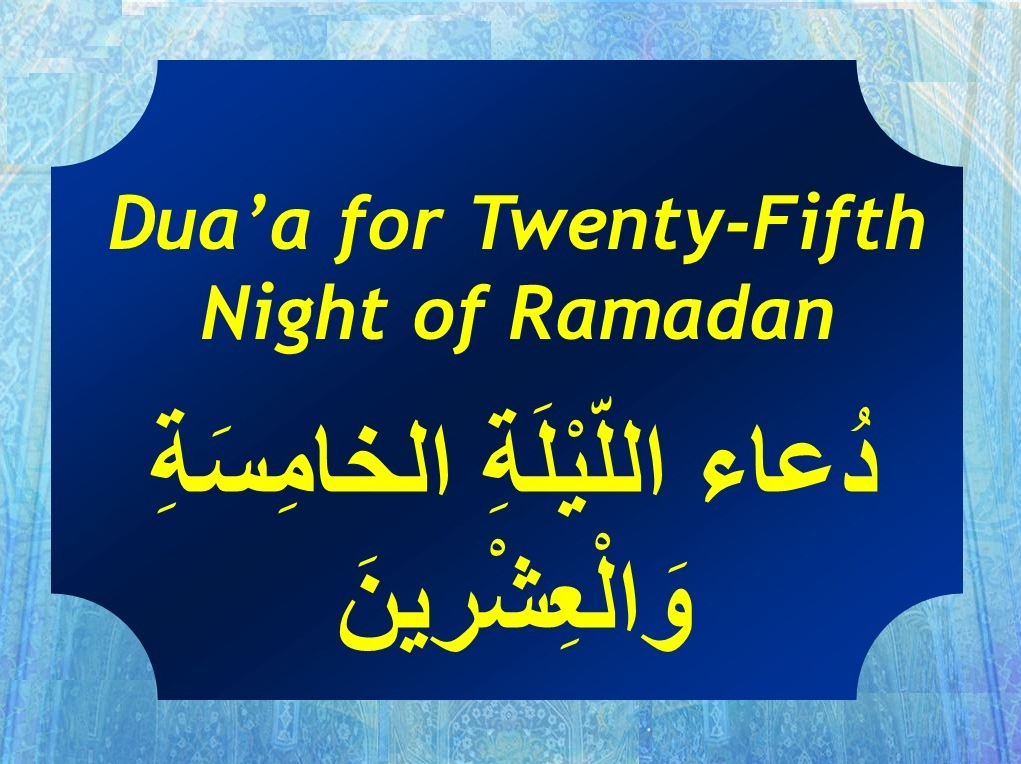 Dua’a for Twenty-Fifth
Night of Ramadan
دُعاء اللّيْلَةِ الخامِسَةِ
وَالْعِشْرينَ